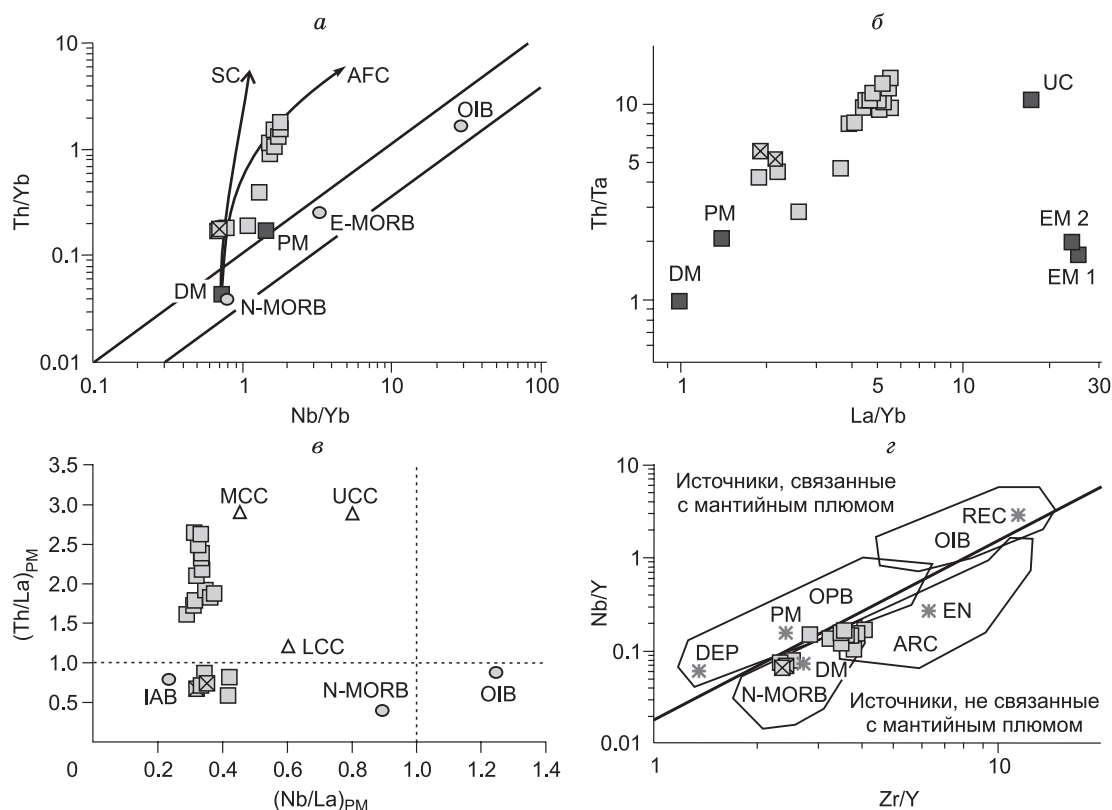 а
10
SC
AFC
OIB
1
Th/Yb
E-MORB
PM
0.1
DM
N-MORB
0.01
0.1
1
10
100
Nb/Yb
б
10
UC
5
Th/Ta
PM
EM 2
DM
EM 1
1
1
5
10
20
30
La/Yb
в
3.5
MCC
UCC
3.0
2.5
(Th/La)PM
2.0
1.5
LCC
1.0
IAB
N-MORB
OIB
0.5
0
0.2
0.4
0.6
0.8
1.0
1.2
1.4
(Nb/La)PM
г
10
Источники, связанные
с мантийным плюмом
REC
OIB
1
Nb/Y
OPB
PM
EN
DEP
ARC
0.1
DM
N-MORB
Источники, не связанные
с мантийным плюмом
0.01
1
10
Zr/Y